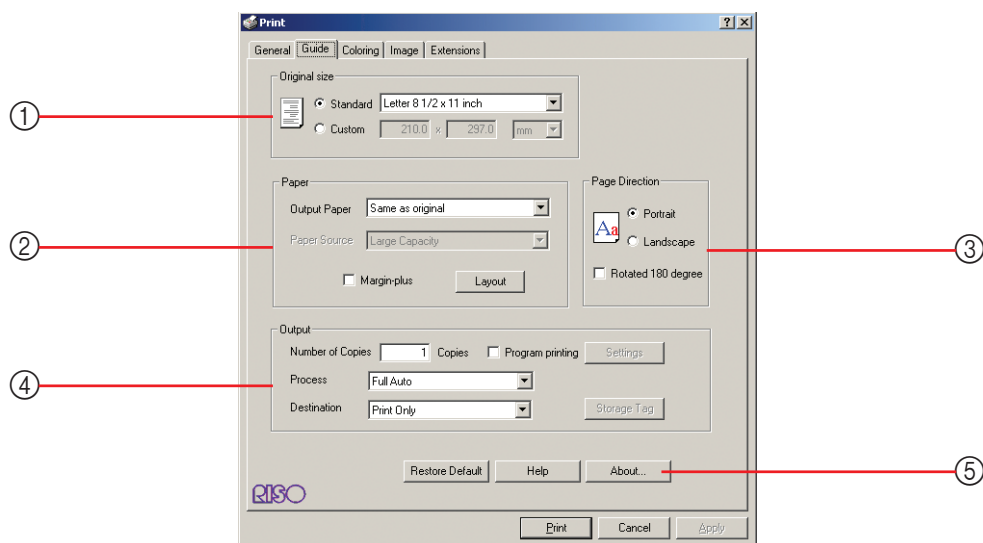 Print
General Guide Coloring Image Extensions
Original size
① Standard Letter 8 1/2 x 11 inch
Custom 210.0 x 297.0 mm
Paper
Output Paper Same as original
② Paper Source Large Capacity
Margin-plus Layout
Page Direction
Aa Portrait
Landscape ③
Rotated 180 degree
Output
Number of Copies 1 Copies Program printing Settings
④ Process Full Auto
Destination Print Only Storage Tag
Restore Default Help About... ⑤
RISO
Print Cancel Apply